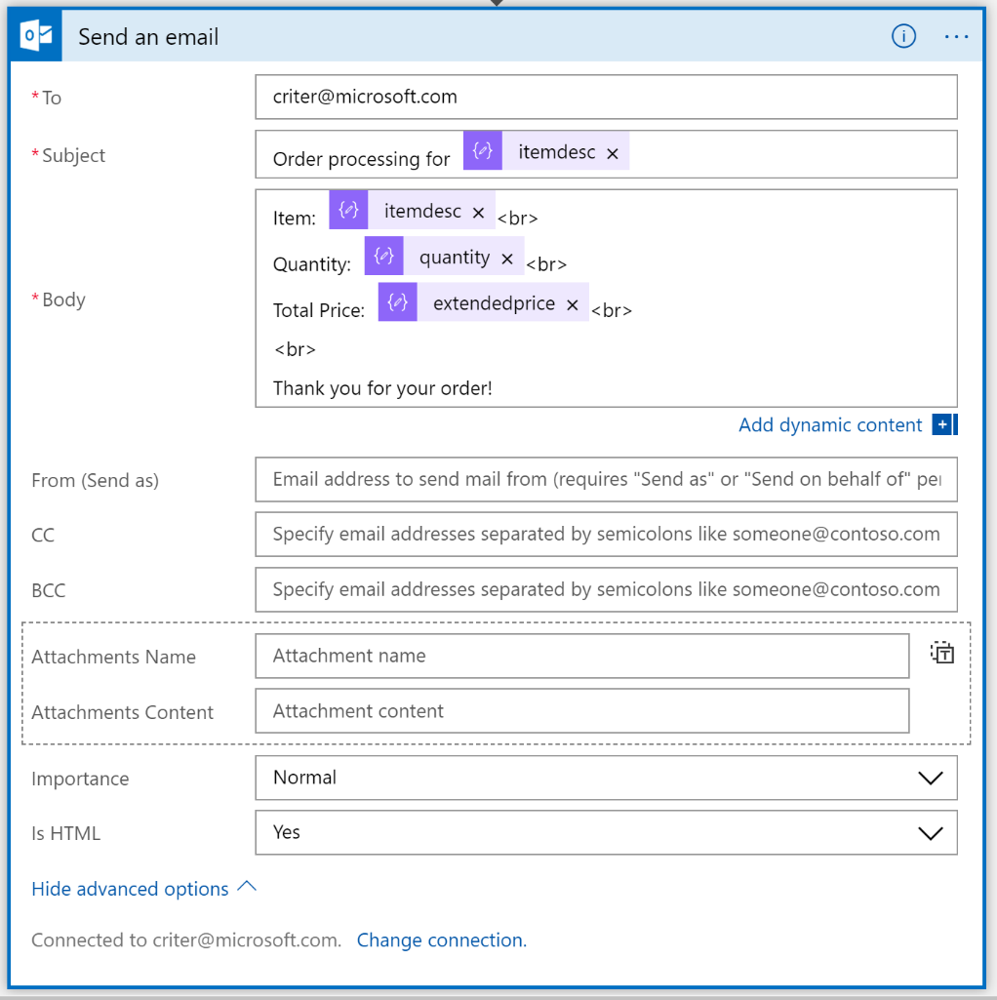 Send an email
* To criter@microsoft.com
* Subject Order processing for itemdesc ×
Item: itemdesc × <br>
Quantity: quantity × <br>
* Body
Total Price: extendedprice × <br>
<br>
Thank you for your order!
Add dynamic content +
From (Send as) Email address to send mail from (requires "Send as" or "Send on behalf of" per
CC Specify email addresses separated by semicolons like someone@contoso.com
BCC Specify email addresses separated by semicolons like someone@contoso.com
Attachments Name Attachment name
Attachments Content Attachment content
Importance Normal
Is HTML Yes
Hide advanced options
Connected to criter@microsoft.com. Change connection.